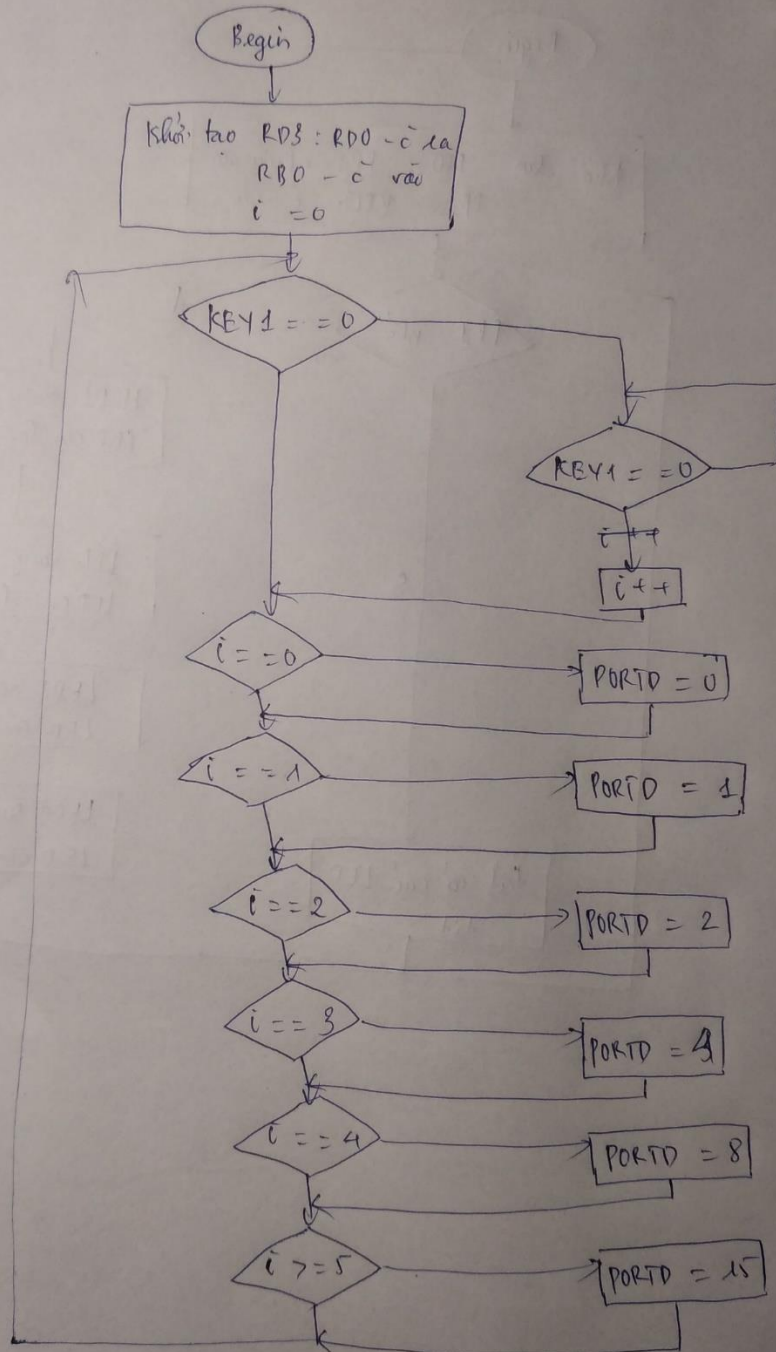 Begin
Khởi tạo RD3 : RD0 - c̄ ra
RB0 - c̄ vào
i = 0
KEY1 = = 0
KEY1 = = 0
i++
i++
i = = 0
PORTD = 0
i = = 1
PORTD = 1
i = = 2
PORTD = 2
i = = 3
PORTD = 4
i = = 4
PORTD = 8
i >= 5
PORTD = 15